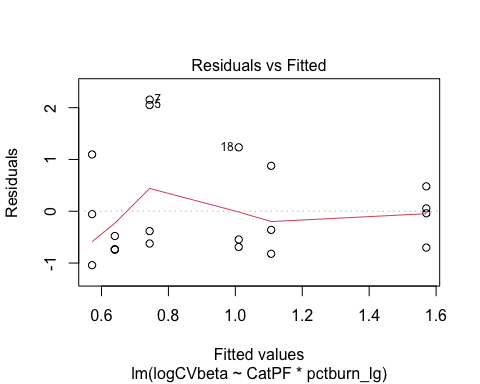 Residuals vs Fitted
Residuals
2
1
0
-1
7
5
18
0.6 0.8 1.0 1.2 1.4 1.6
Fitted values
lm(logCVbeta ~ CatPF * pctburn_lg)